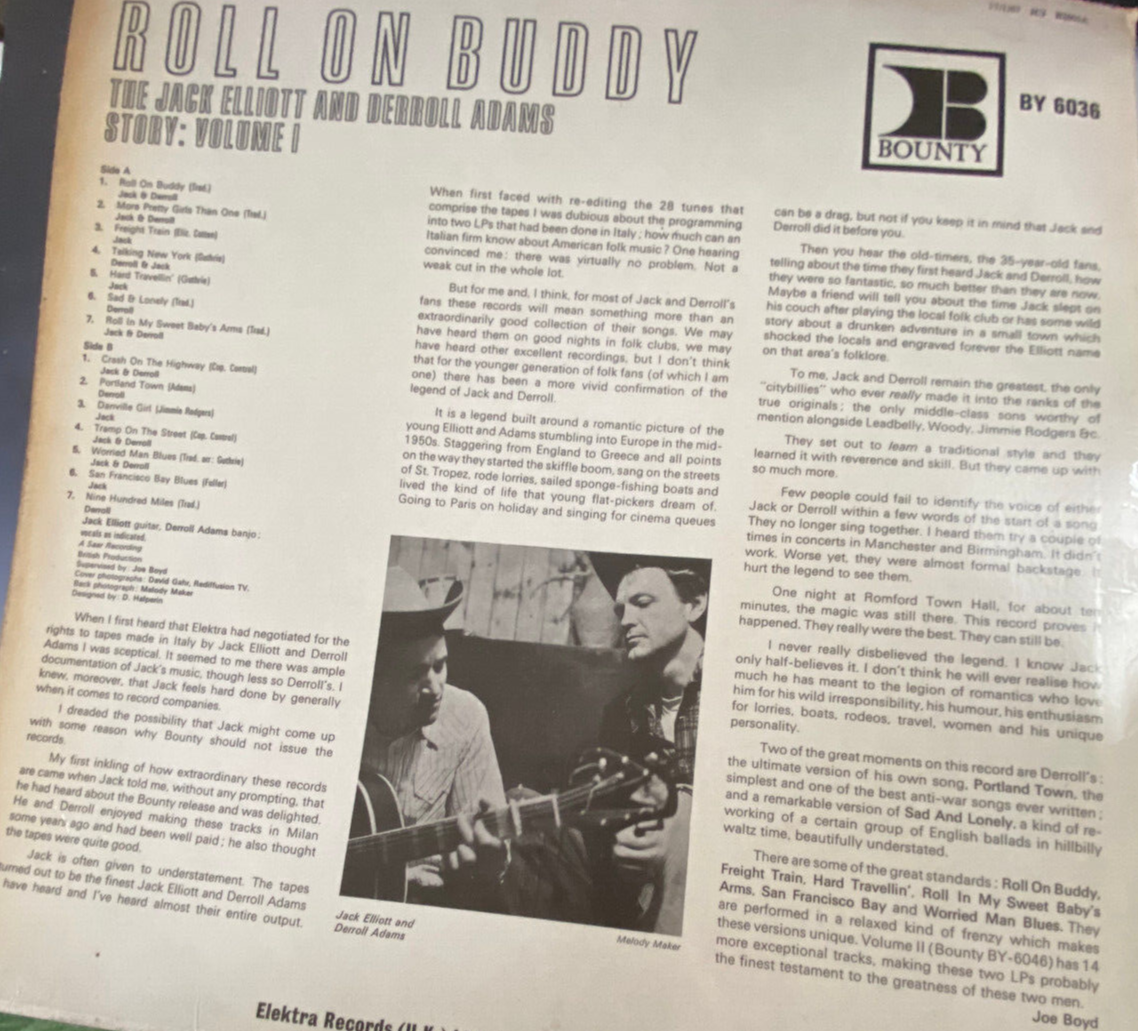 ROLL ON BUDDY
THE JACK ELLIOTT AND DERROLL ADAMS
STORY: VOLUME I
B
BOUNTY
BY 6036
Side A
1. Roll On Buddy (Trad.)
Jack & Derroll
2. More Pretty Girls Than One (Trad.)
Jack & Derroll
3. Freight Train (Eliz. Cotten)
Jack
4. Talking New York (Guthrie)
Derroll & Jack
5. Hard Travellin' (Guthrie)
Jack
6. Sad & Lonely (Trad.)
Derroll
7. Roll In My Sweet Baby's Arms (Trad.)
Jack & Derroll
Side B
1. Crash On The Highway (Cop. Control)
Jack & Derroll
2. Portland Town (Adams)
Derroll
3. Danville Girl (Jimmie Rodgers)
Jack
4. Tramp On The Street (Cop. Control)
Jack & Derroll
5. Worried Man Blues (Trad. arr: Guthrie)
Jack & Derroll
6. San Francisco Bay Blues (Fuller)
Jack
7. Nine Hundred Miles (Trad.)
Derroll
Jack Elliott guitar, Derroll Adams banjo;
vocals as indicated.
A Saar Recording
British Production
Supervised by: Joe Boyd
Cover photographs: David Gahr, Rediffusion TV.
Back photograph: Melody Maker
Designed by: D. Halperin
When I first heard that Elektra had negotiated for the
rights to tapes made in Italy by Jack Elliott and Derroll
Adams I was sceptical. It seemed to me there was ample
documentation of Jack's music, though less so Derroll's. I
knew, moreover, that Jack feels hard done by generally
when it comes to record companies.
I dreaded the possibility that Jack might come up
with some reason why Bounty should not issue the
records.
My first inkling of how extraordinary these records
are came when Jack told me, without any prompting, that
he had heard about the Bounty release and was delighted.
He and Derroll enjoyed making these tracks in Milan
some years ago and had been well paid; he also thought
the tapes were quite good.
Jack is often given to understatement. The tapes
turned out to be the finest Jack Elliott and Derroll Adams
have heard and I've heard almost their entire output.
When first faced with re-editing the 28 tunes that
comprise the tapes I was dubious about the programming
into two LPs that had been done in Italy; how much can an
Italian firm know about American folk music? One hearing
convinced me: there was virtually no problem. Not a
weak cut in the whole lot.
But for me and, I think, for most of Jack and Derroll's
fans these records will mean something more than an
extraordinarily good collection of their songs. We may
have heard them on good nights in folk clubs, we may
have heard other excellent recordings, but I don't think
that for the younger generation of folk fans (of which I am
one) there has been a more vivid confirmation of the
legend of Jack and Derroll.
It is a legend built around a romantic picture of the
young Elliott and Adams stumbling into Europe in the mid-
1950s. Staggering from England to Greece and all points
on the way they started the skiffle boom, sang on the streets
of St. Tropez, rode lorries, sailed sponge-fishing boats and
lived the kind of life that young flat-pickers dream of.
Going to Paris on holiday and singing for cinema queues
Jack Elliott and
Derroll Adams
Melody Maker
can be a drag, but not if you keep it in mind that Jack and
Derroll did it before you.
Then you hear the old-timers, the 35-year-old fans,
telling about the time they first heard Jack and Derroll, how
they were so fantastic, so much better than they are now.
Maybe a friend will tell you about the time Jack slept on
his couch after playing the local folk club or has some wild
story about a drunken adventure in a small town which
shocked the locals and engraved forever the Elliott name
on that area's folklore.
To me, Jack and Derroll remain the greatest, the only
"citybillies" who ever really made it into the ranks of the
true originals; the only middle-class sons worthy of
mention alongside Leadbelly, Woody, Jimmie Rodgers &c.
They set out to learn a traditional style and they
learned it with reverence and skill. But they came up with
so much more.
Few people could fail to identify the voice of either
Jack or Derroll within a few words of the start of a song.
They no longer sing together. I heard them try a couple of
times in concerts in Manchester and Birmingham. It didn't
work. Worse yet, they were almost formal backstage. It
hurt the legend to see them.
One night at Romford Town Hall, for about ten
minutes, the magic was still there. This record proves it
happened. They really were the best. They can still be.
I never really disbelieved the legend. I know Jack
only half-believes it. I don't think he will ever realise how
much he has meant to the legion of romantics who love
him for his wild irresponsibility, his humour, his enthusiasm
for lorries, boats, rodeos, travel, women and his unique
personality.
Two of the great moments on this record are Derroll's:
the ultimate version of his own song, Portland Town, the
simplest and one of the best anti-war songs ever written;
and a remarkable version of Sad And Lonely, a kind of re-
working of a certain group of English ballads in hillbilly
waltz time, beautifully understated.
There are some of the great standards: Roll On Buddy,
Freight Train, Hard Travellin', Roll In My Sweet Baby's
Arms, San Francisco Bay and Worried Man Blues. They
are performed in a relaxed kind of frenzy which makes
these versions unique. Volume II (Bounty BY-6046) has 14
more exceptional tracks, making these two LPs probably
the finest testament to the greatness of these two men.
Joe Boyd
Elektra Records (U.K.)